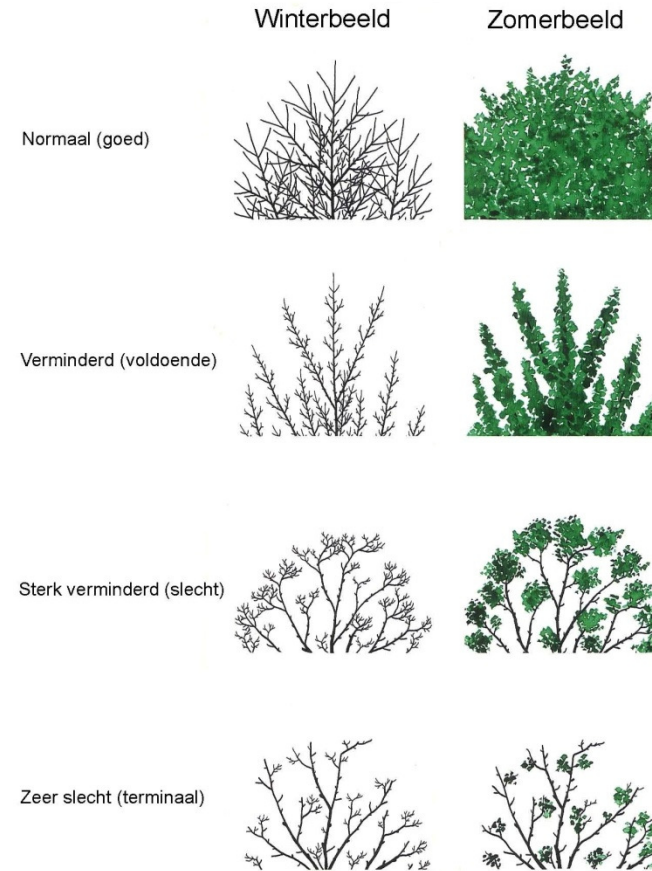 Winterbeeld Zomerbeeld
Normaal (goed)
Verminderd (voldoende)
Sterk verminderd (slecht)
Zeer slecht (terminaal)